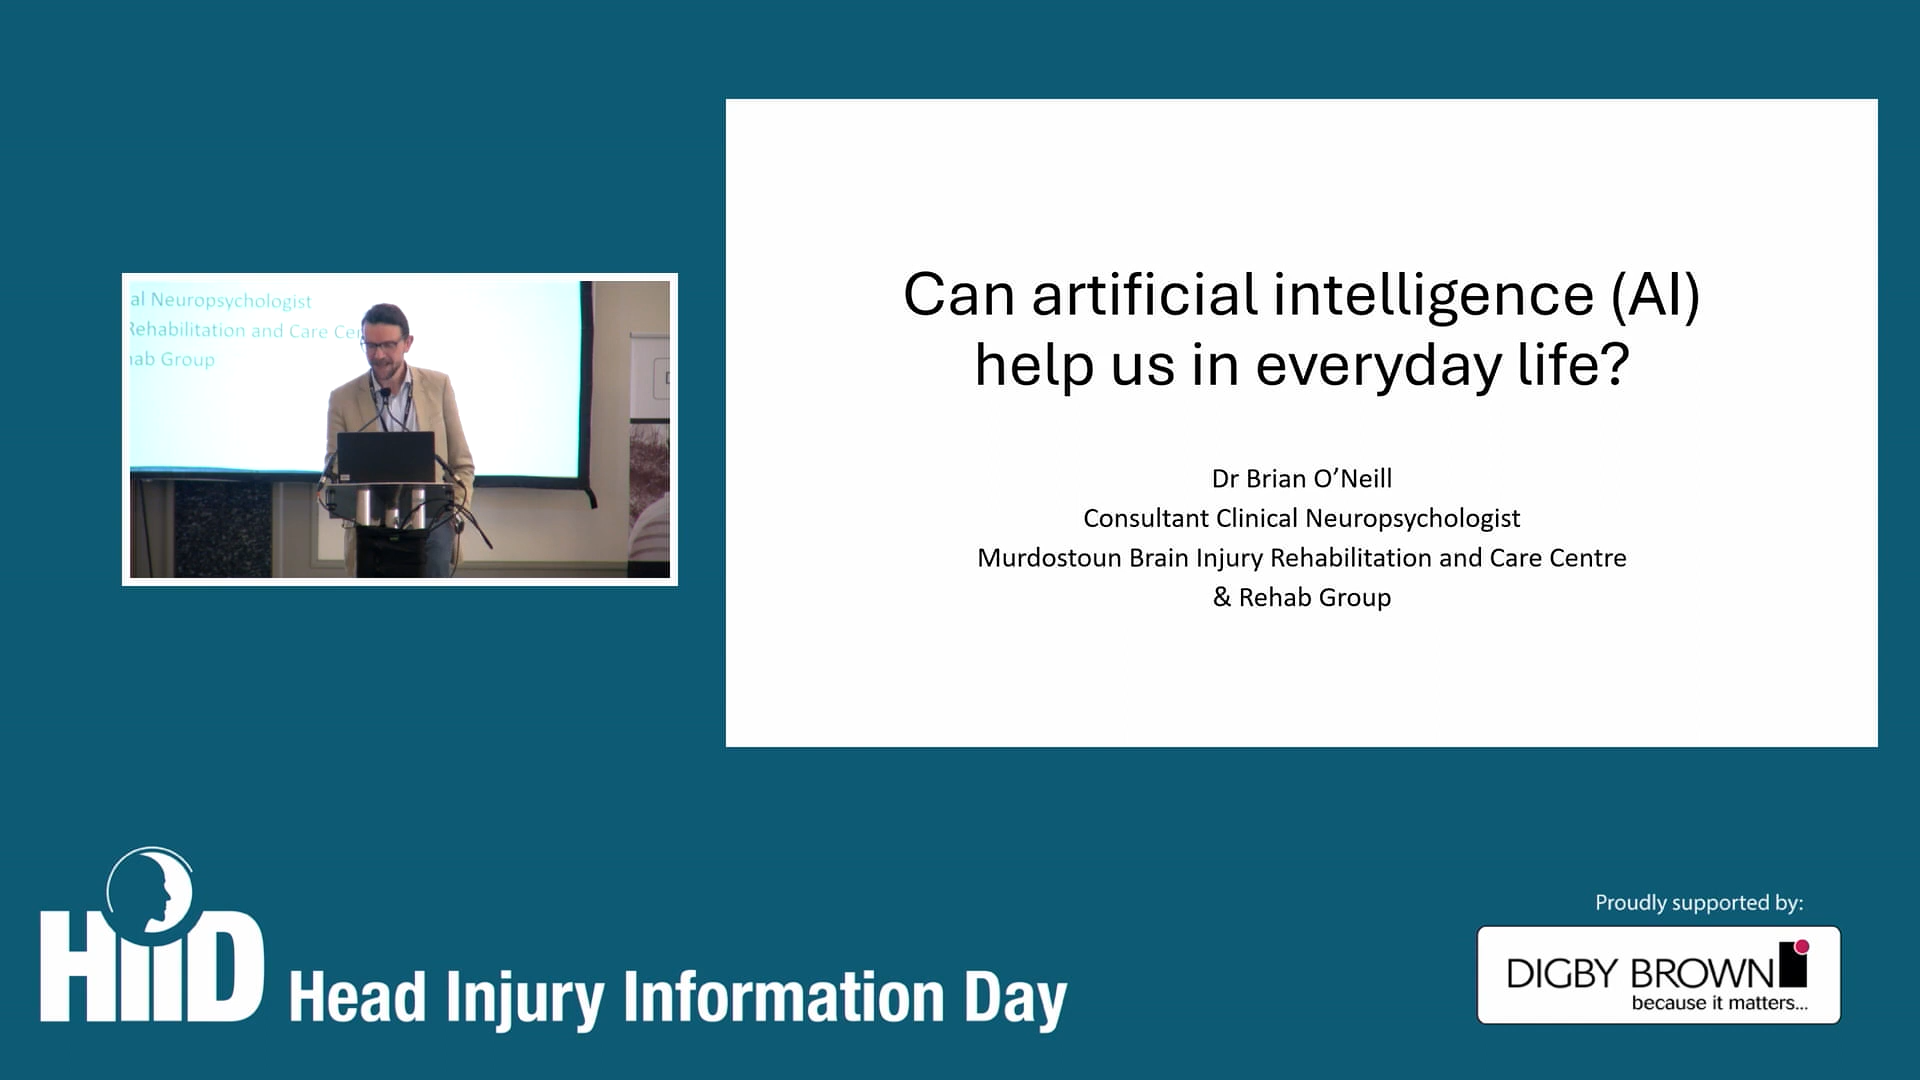 al Neuropsychologist
Rehabilitation and Care Cen
hab Group
Can artificial intelligence (AI)
help us in everyday life?
Dr Brian O’Neill
Consultant Clinical Neuropsychologist
Murdostoun Brain Injury Rehabilitation and Care Centre
& Rehab Group
HIID Head Injury Information Day
Proudly supported by:
DIGBY BROWN
because it matters...